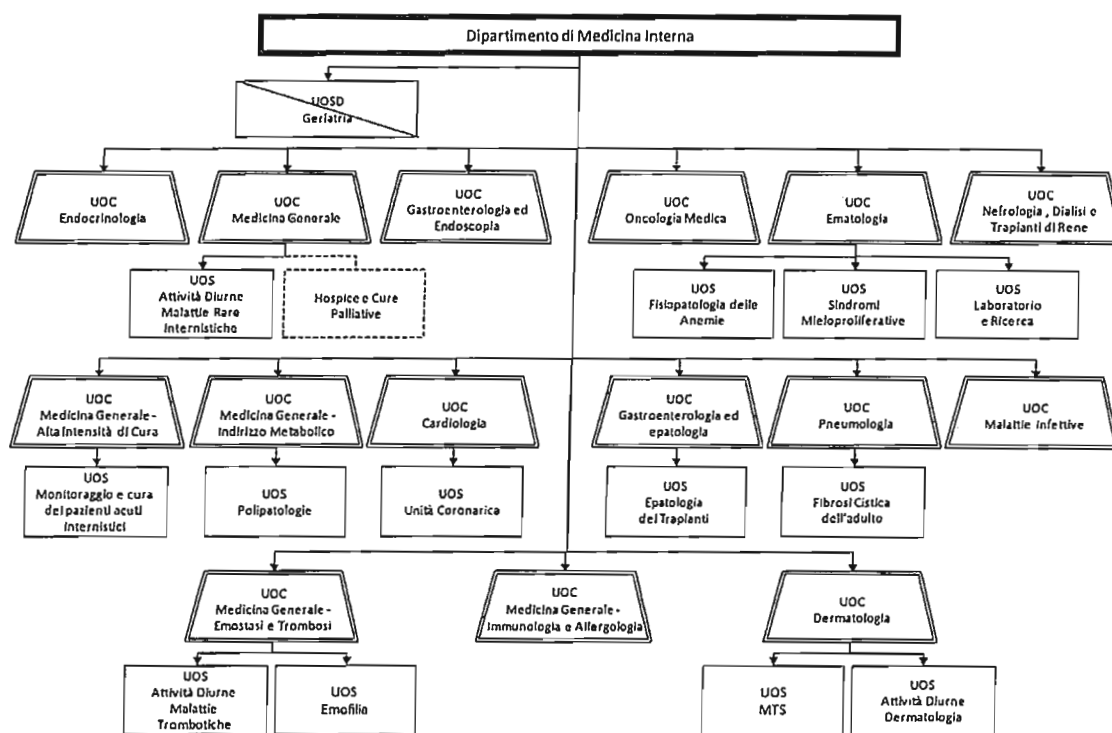 Dipartimento di Medicina Interna
UOSD
Geriatria
UOC
Endocrinologia
UOC
Medicina Generale
UOC
Gastroenterologia ed
Endoscopia
UOC
Oncologia Medica
UOC
Ematologia
UOC
Nefrologia , Dialisi e
Trapianti di Rene
UOS
Attività Diurne
Malattie Rare
Internistiche
Hospice e Cure
Palliative
UOS
Fisiopatologia delle
Anemie
UOS
Sindromi
Mieloproliferative
UOS
Laboratorio
e Ricerca
UOC
Medicina Generale -
Alta Intensità di Cura
UOC
Medicina Generale -
Indirizzo Metabolico
UOC
Cardiologia
UOC
Gastroenterologia ed
epatologia
UOC
Pneumologia
UOC
Malattie Infettive
UOS
Monitoraggio e cura
dei pazienti acuti
internistici
UOS
Polipatologie
UOS
Unità Coronarica
UOS
Epatologia
dei Trapianti
UOS
Fibrosi Cistica
dell'adulto
UOC
Medicina Generale -
Emostasi e Trombosi
UOC
Medicina Generale -
Immunologia e Allergologia
UOC
Dermatologia
UOS
Attività Diurne
Malattie
Trombotiche
UOS
Emofilia
UOS
MTS
UOS
Attività Diurne
Dermatologia